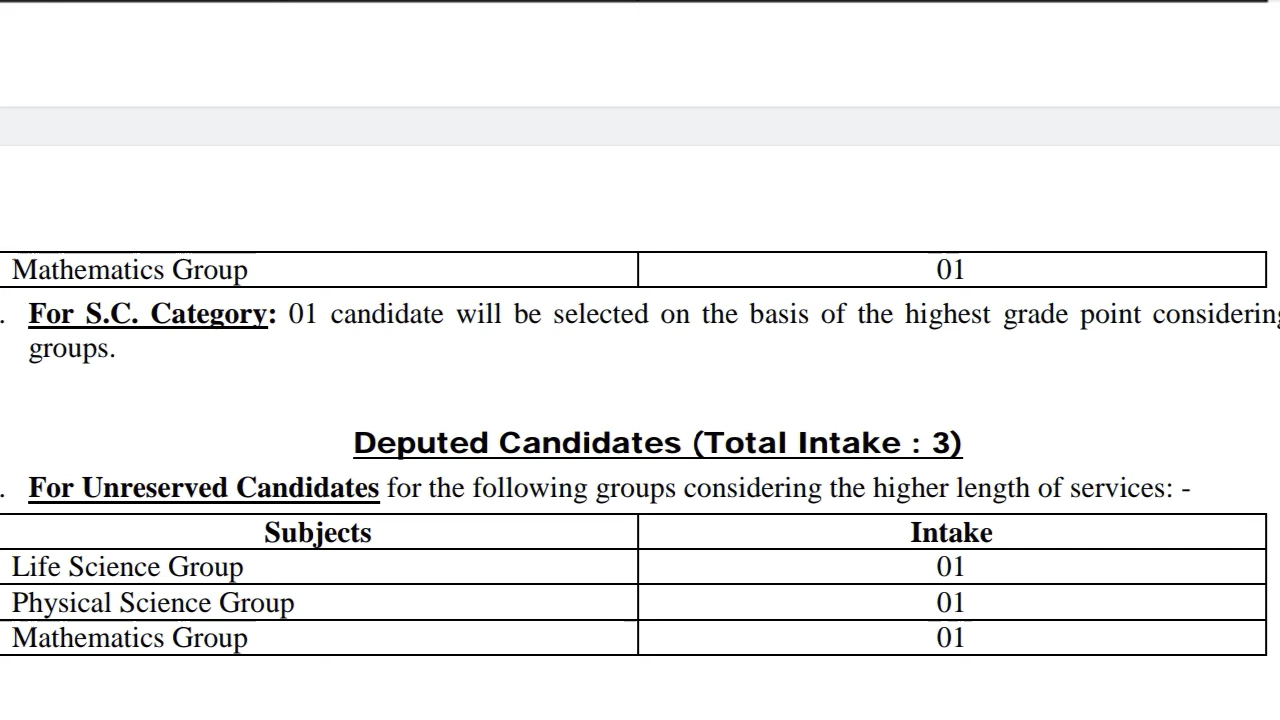 Mathematics Group 01
. For S.C. Category: 01 candidate will be selected on the basis of the highest grade point considering
groups.
Deputed Candidates (Total Intake : 3)
. For Unreserved Candidates for the following groups considering the higher length of services: -
Subjects Intake
Life Science Group 01
Physical Science Group 01
Mathematics Group 01